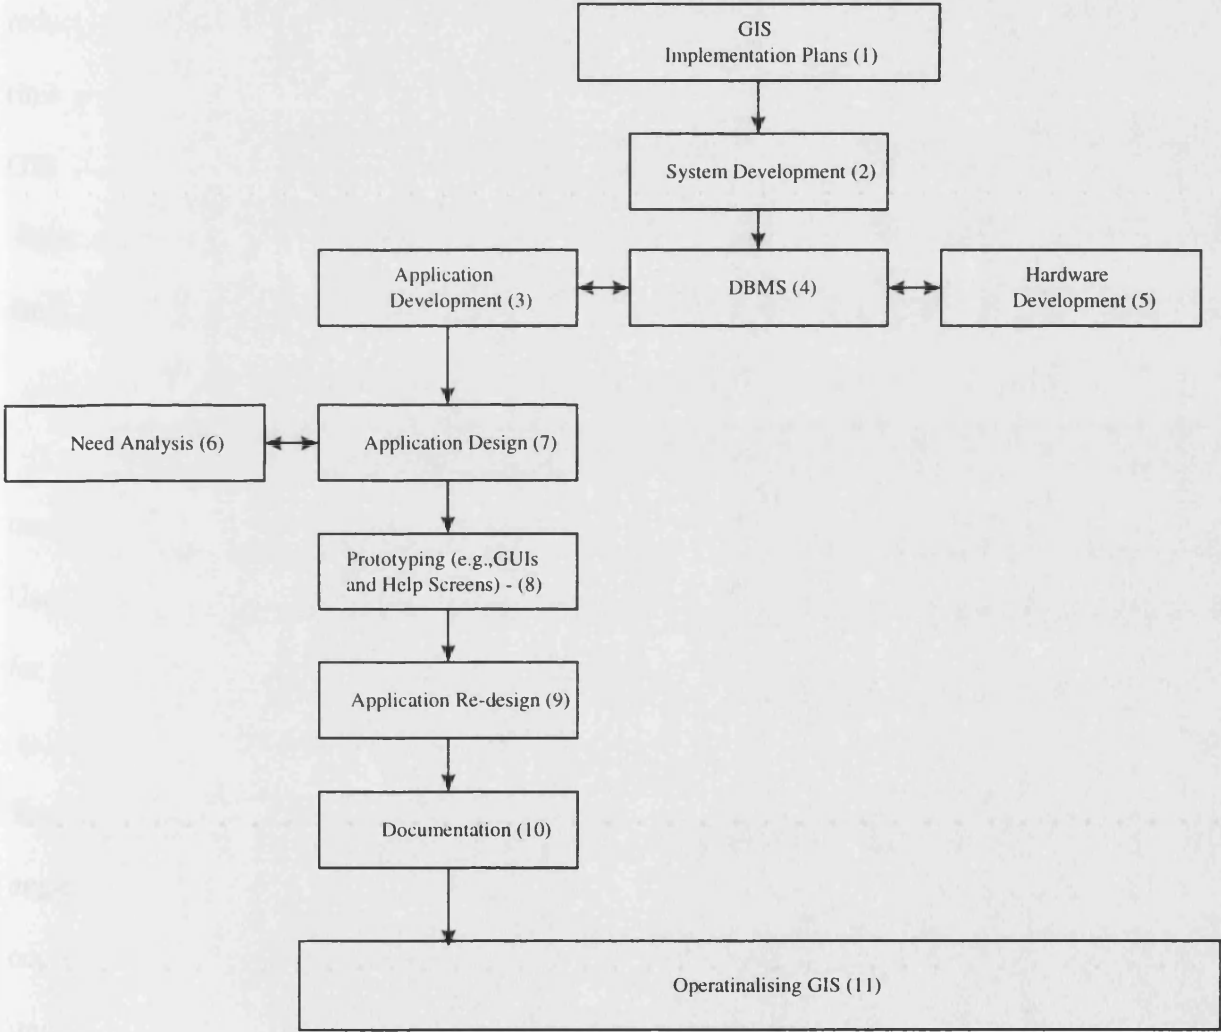 GIS
Implementation Plans (1)
System Development (2)
Application
Development (3)
DBMS (4)
Hardware
Development (5)
Need Analysis (6)
Application Design (7)
Prototyping (e.g.,GUIs
and Help Screens) - (8)
Application Re-design (9)
Documentation (10)
Operatinalising GIS (11)